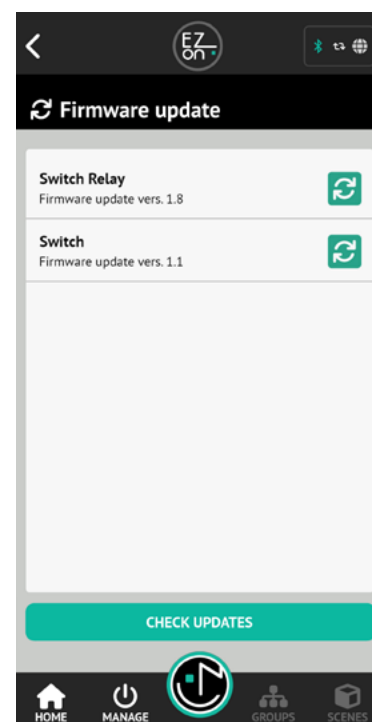 EZ
on
Firmware update
Switch Relay
Firmware update vers. 1.8
Switch
Firmware update vers. 1.1
CHECK UPDATES
HOME
MANAGE
GROUPS
SCENES